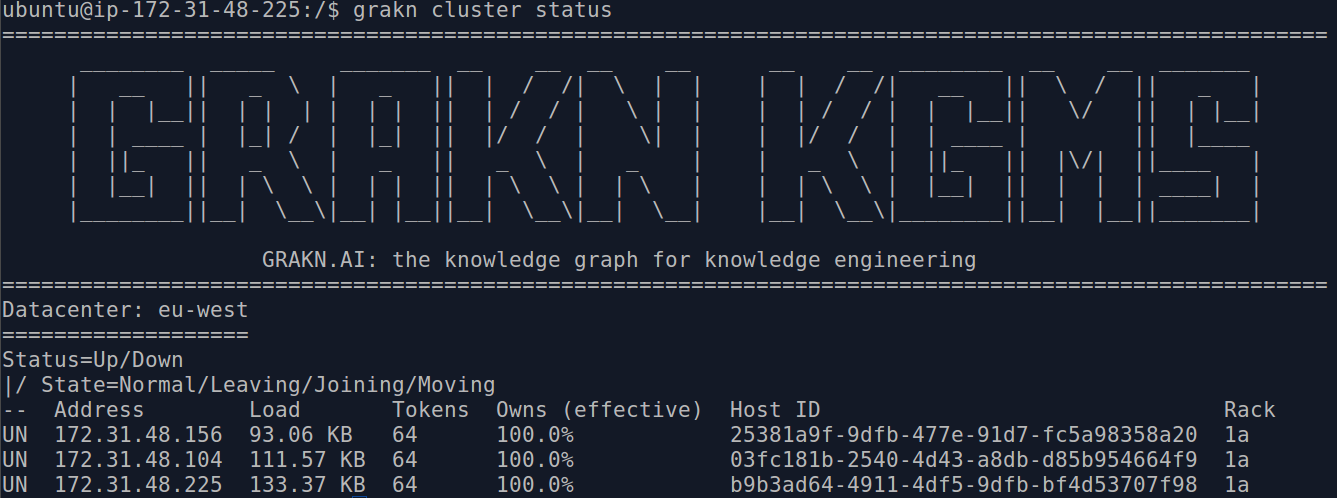 ubuntu@ip-172-31-48-225:/$ grakn cluster status
====================================================================================================
GRAKN KGMS
GRAKN.AI: the knowledge graph for knowledge engineering
====================================================================================================
Datacenter: eu-west
===================
Status=Up/Down
|/ State=Normal/Leaving/Joining/Moving
--  Address        Load       Tokens  Owns (effective)  Host ID                               Rack
UN  172.31.48.156  93.06 KB   64      100.0%            25381a9f-9dfb-477e-91d7-fc5a98358a20  1a
UN  172.31.48.104  111.57 KB  64      100.0%            03fc181b-2540-4d43-a8db-d85b954664f9  1a
UN  172.31.48.225  133.37 KB  64      100.0%            b9b3ad64-4911-4df5-9dfb-bf4d53707f98  1a